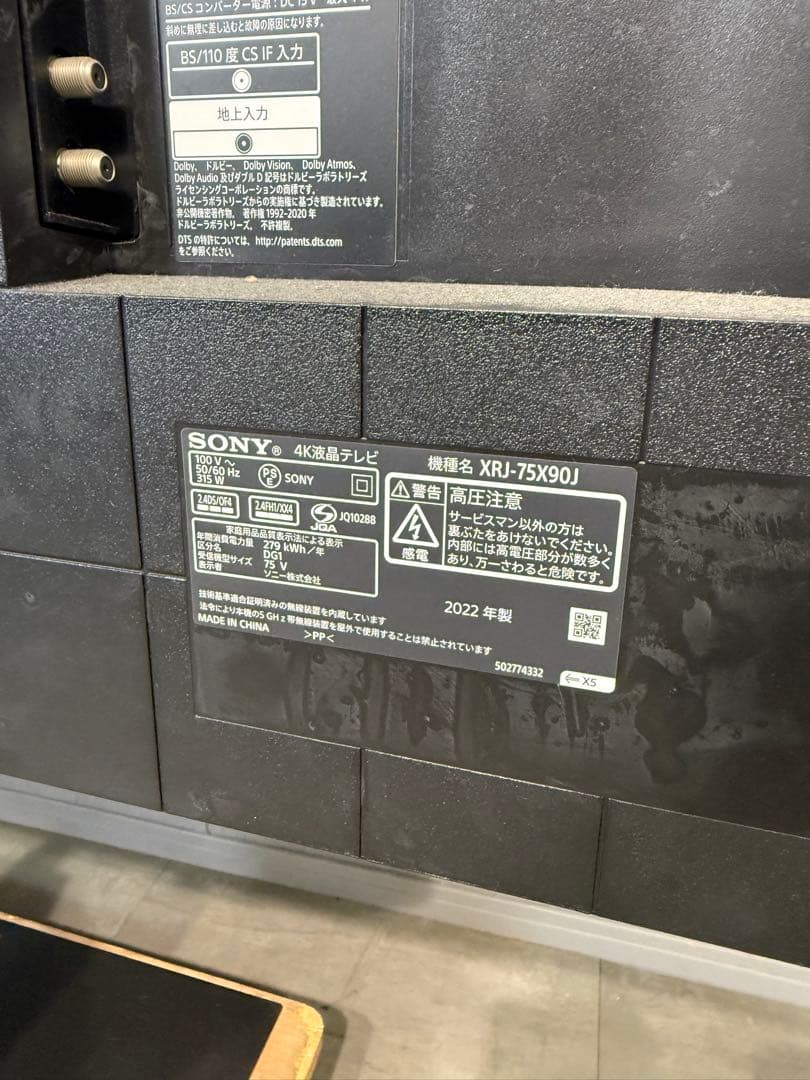 BS/CS コンバーター電源:DC 15 V
斜めに無理に差し込むと故障の原因になります。
BS/110 度 CS IF 入力
地上入力
Dolby、ドルビー、Dolby Vision、Dolby Atmos、
Dolby Audio 及びダブル D 記号はドルビーラボラトリーズ
ライセンシングコーポレーションの商標です。
ドルビーラボラトリーズからの実施権に基づき製造されています。
非公開機密著作物。著作権 1992-2020 年
ドルビーラボラトリーズ。不許複製。
DTS の特許については、http://patents.dts.com
をご参照ください。
SONY® 4K液晶テレビ
機種名 XRJ-75X90J
100 V ~
50/60 Hz
315 W
PS
E
SONY
2.4DS/OF4
2.4FH1/XX4
JQA
JQ10288
家庭用品品質表示法による表示
年間消費電力量 279 kWh/年
区分名 DG1
受信機型サイズ 75 V
表示者 ソニー株式会社
警告
感電
高圧注意
サービスマン以外の方は
裏ぶたをあけないでください。
内部には高電圧部分が数多く
あり、万一さわると危険です。
2022 年製
技術基準適合証明済みの無線装置を内蔵しています
法令により本機の5 GHz 帯無線装置を屋外で使用することは禁止されています
MADE IN CHINA
>PP<
502774332
X5